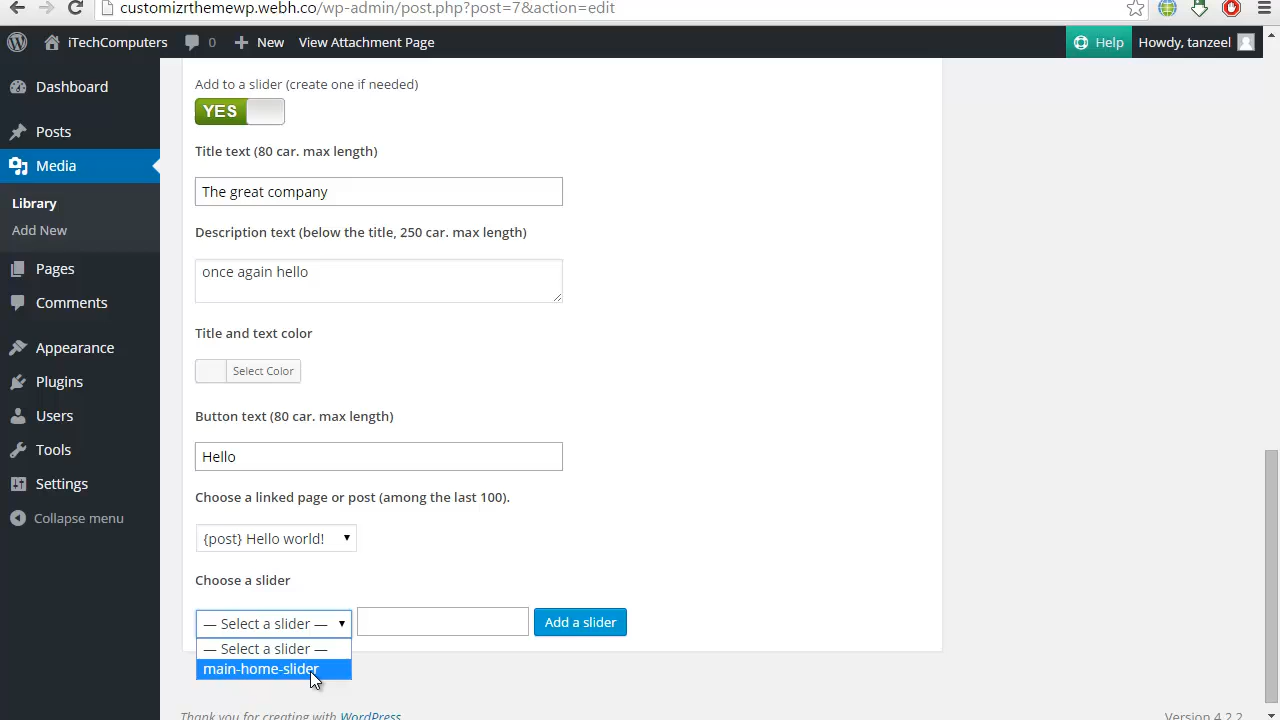 customizrthemewp.webh.co/wp-admin/post.php?post=7&action=edit
iTechComputers
0
New
View Attachment Page
Help
Howdy, tanzeel
Dashboard
Posts
Media
Library
Add New
Pages
Comments
Appearance
Plugins
Users
Tools
Settings
Collapse menu
Add to a slider (create one if needed)
YES
Title text (80 car. max length)
The great company
Description text (below the title, 250 car. max length)
once again hello
Title and text color
Select Color
Button text (80 car. max length)
Hello
Choose a linked page or post (among the last 100).
{post} Hello world!
Choose a slider
— Select a slider —
Add a slider
— Select a slider —
main-home-slider
Thank you for creating with WordPress
Version 4.2.2